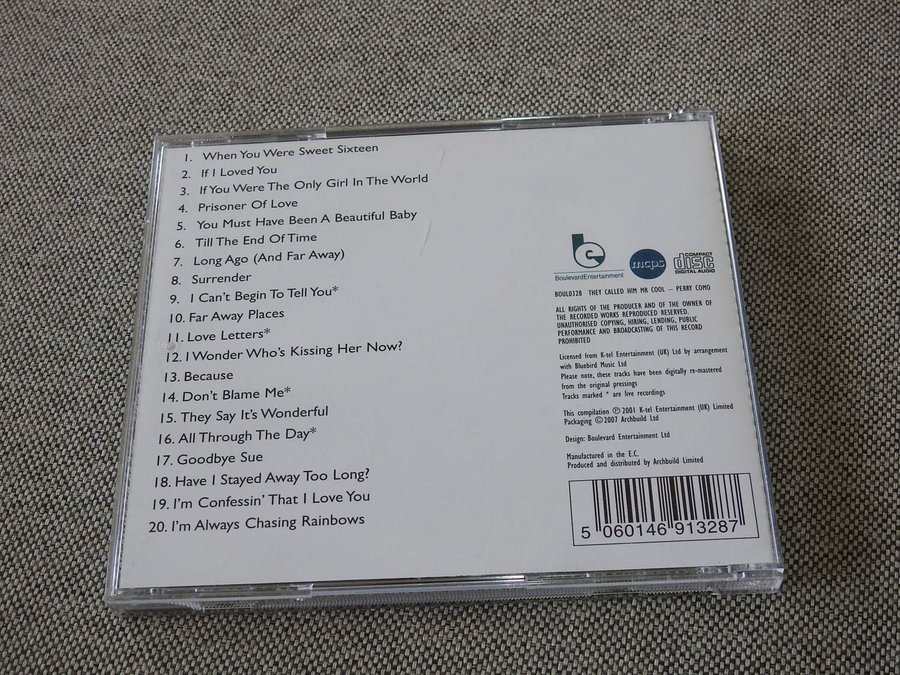 1. When You Were Sweet Sixteen
2. If I Loved You
3. If You Were The Only Girl In The World
4. Prisoner Of Love
5. You Must Have Been A Beautiful Baby
6. Till The End Of Time
7. Long Ago (And Far Away)
8. Surrender
9. I Can't Begin To Tell You*
10. Far Away Places
11. Love Letters*
12. I Wonder Who's Kissing Her Now?
13. Because
14. Don't Blame Me*
15. They Say It's Wonderful
16. All Through The Day*
17. Goodbye Sue
18. Have I Stayed Away Too Long?
19. I'm Confessin' That I Love You
20. I'm Always Chasing Rainbows
be
BoulevardEntertainment
mcps
COMPACT
disc
DIGITAL AUDIO
BOUL0328 THEY CALLED HIM MR COOL – PERRY COMO
ALL RIGHTS OF THE PRODUCER AND OF THE OWNER OF
THE RECORDED WORKS REPRODUCED RESERVED.
UNAUTHORISED COPYING, HIRING, LENDING, PUBLIC
PERFORMANCE AND BROADCASTING OF THIS RECORD
PROHIBITED
Licensed from K-tel Entertainment (UK) Ltd by arrangement
with Bluebird Music Ltd
Please note, these tracks have been digitally re-mastered
from the original pressings
Tracks marked * are live recordings
This compilation ℗ 2001 K-tel Entertainment (UK) Limited
Packaging © 2007 Archbuild Ltd
Design: Boulevard Entertainment Ltd
Manufactured in the E.C.
Produced and distributed by Archbuild Limited
5 060146 913287